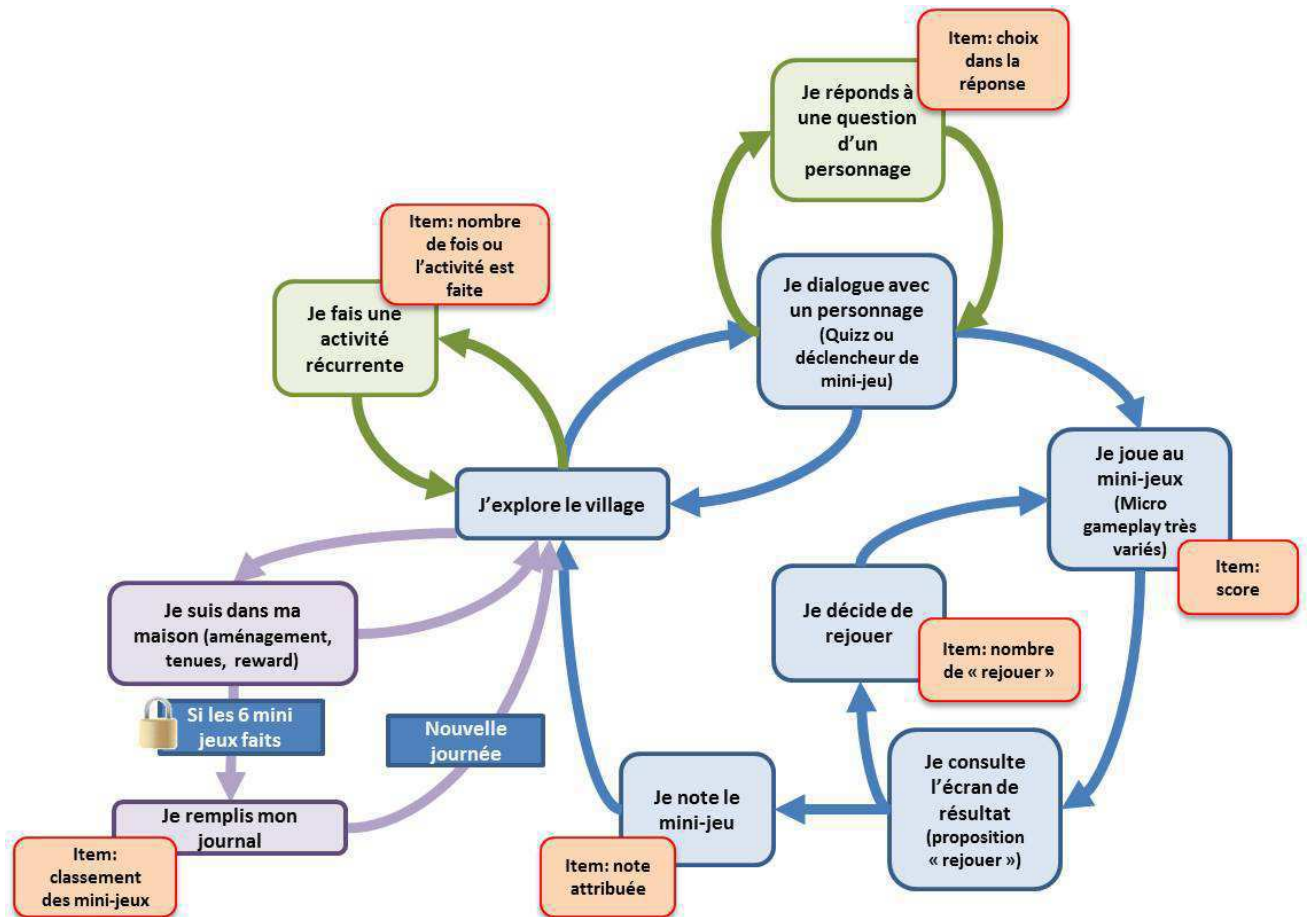 Item: choix
dans la
réponse
Je réponds à
une question
d'un
personnage
Item: nombre
de fois ou
l'activité est
faite
Je fais une
activité
récurrente
Je dialogue avec
un personnage
(Quizz ou
déclencheur de
mini-jeu)
J'explore le village
Je joue au
mini-jeux
(Micro
gameplay très
variés)
Item:
score
Je suis dans ma
maison (aménagement,
tenues, reward)
Je décide de
rejouer
Item: nombre
de « rejouer »
Si les 6 mini
jeux faits
Nouvelle
journée
Je consulte
l'écran de
résultat
(proposition
« rejouer »)
Je note le
mini-jeu
Item: note
attribuée
Je remplis mon
journal
Item:
classement
des mini-jeux